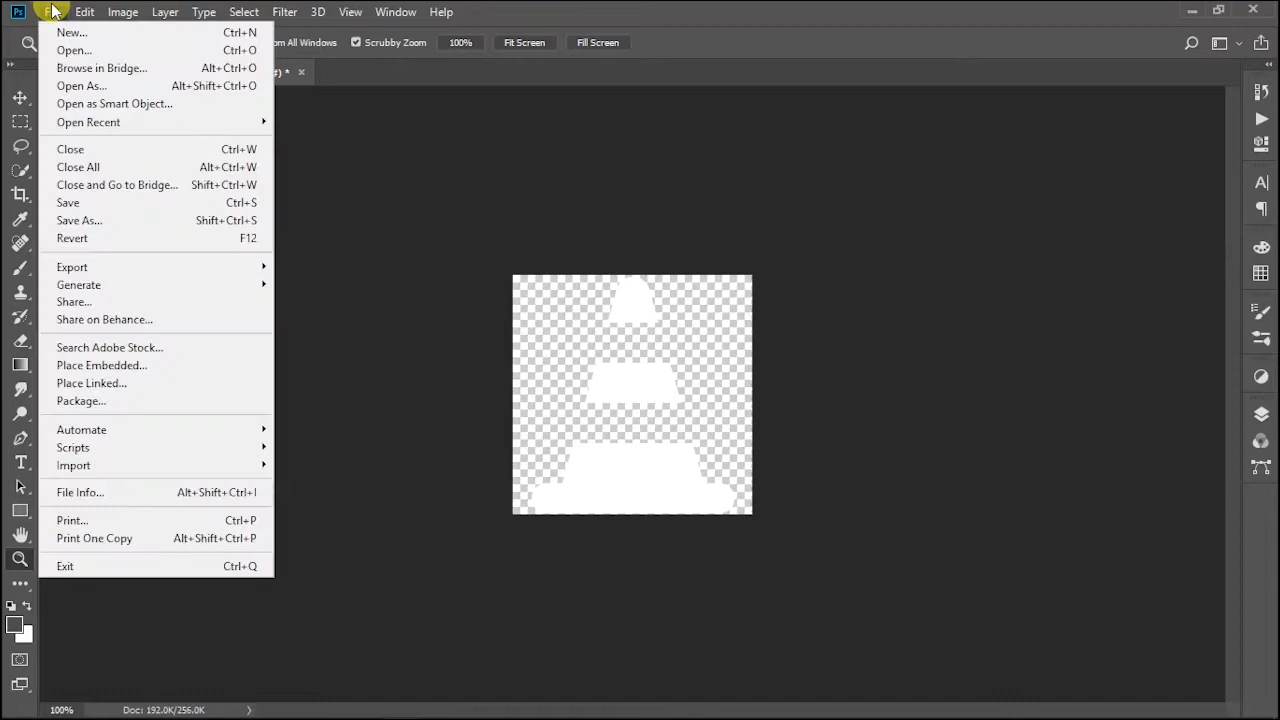 Ps Edit Image Layer Type Select Filter 3D View Window Help
All Windows Scrubby Zoom 100% Fit Screen Fill Screen
New... Ctrl+N
Open... Ctrl+O
Browse in Bridge... Alt+Ctrl+O
Open As... Alt+Shift+Ctrl+O
Open as Smart Object...
Open Recent
Close Ctrl+W
Close All Alt+Ctrl+W
Close and Go to Bridge... Shift+Ctrl+W
Save Ctrl+S
Save As... Shift+Ctrl+S
Revert F12
Export
Generate
Share...
Share on Behance...
Search Adobe Stock...
Place Embedded...
Place Linked...
Package...
Automate
Scripts
Import
File Info... Alt+Shift+Ctrl+I
Print... Ctrl+P
Print One Copy Alt+Shift+Ctrl+P
Exit Ctrl+Q
100% Doc: 192.0K/256.0K